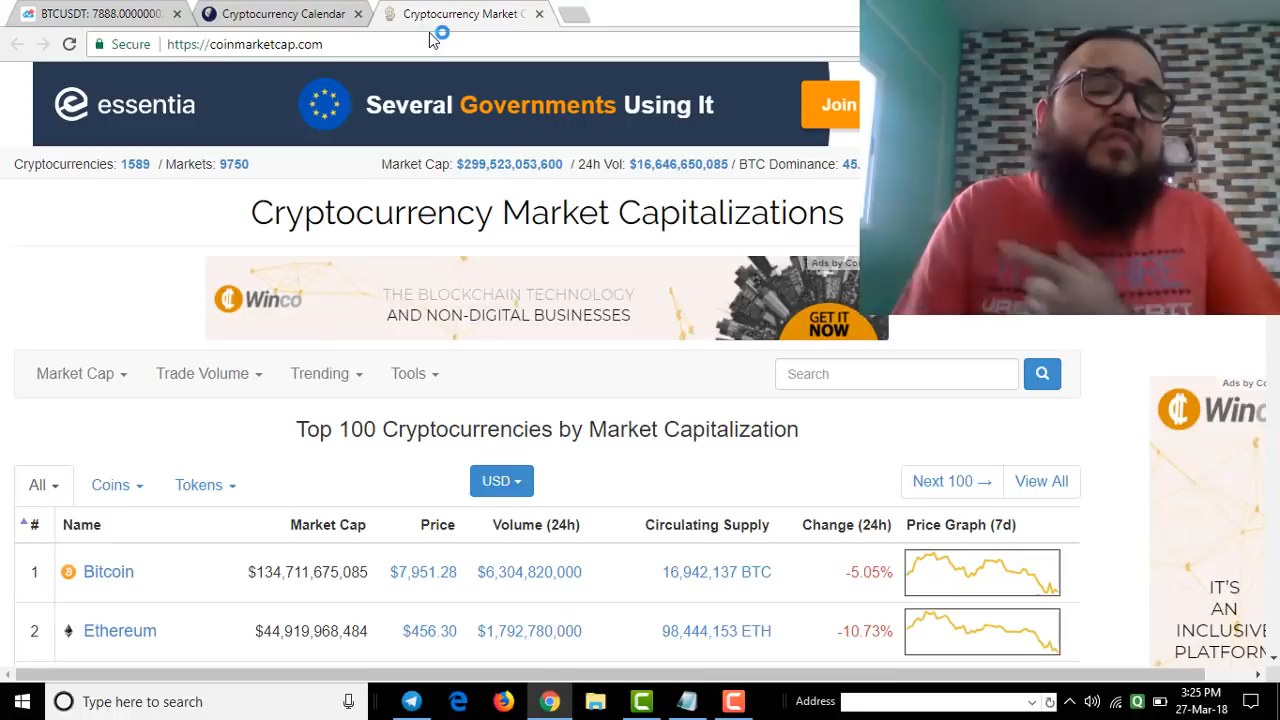 BTCUSDT: 7888.0000000
Cryptocurrency Calendar
Cryptocurrency Market C
Secure
https://coinmarketcap.com
essentia
Several Governments Using It
Join
Cryptocurrencies: 1589 / Markets: 9750
Market Cap: $299,523,053,600 / 24h Vol: $16,646,650,085 / BTC Dominance: 45.
Cryptocurrency Market Capitalizations
Ads by Co
Winco
THE BLOCKCHAIN TECHNOLOGY
AND NON-DIGITAL BUSINESSES
GET IT
NOW
Market Cap
Trade Volume
Trending
Tools
Search
Ads by Co
Winc
Top 100 Cryptocurrencies by Market Capitalization
All
Coins
Tokens
USD
Next 100 →
View All
# Name Market Cap Price Volume (24h) Circulating Supply Change (24h) Price Graph (7d)
1 Bitcoin $134,711,675,085 $7,951.28 $6,304,820,000 16,942,137 BTC -5.05%
2 Ethereum $44,919,968,484 $456.30 $1,792,780,000 98,444,153 ETH -10.73%
IT'S
AN
INCLUSIVE
PLATFORM
Type here to search
Address
3:25 PM
27-Mar-18